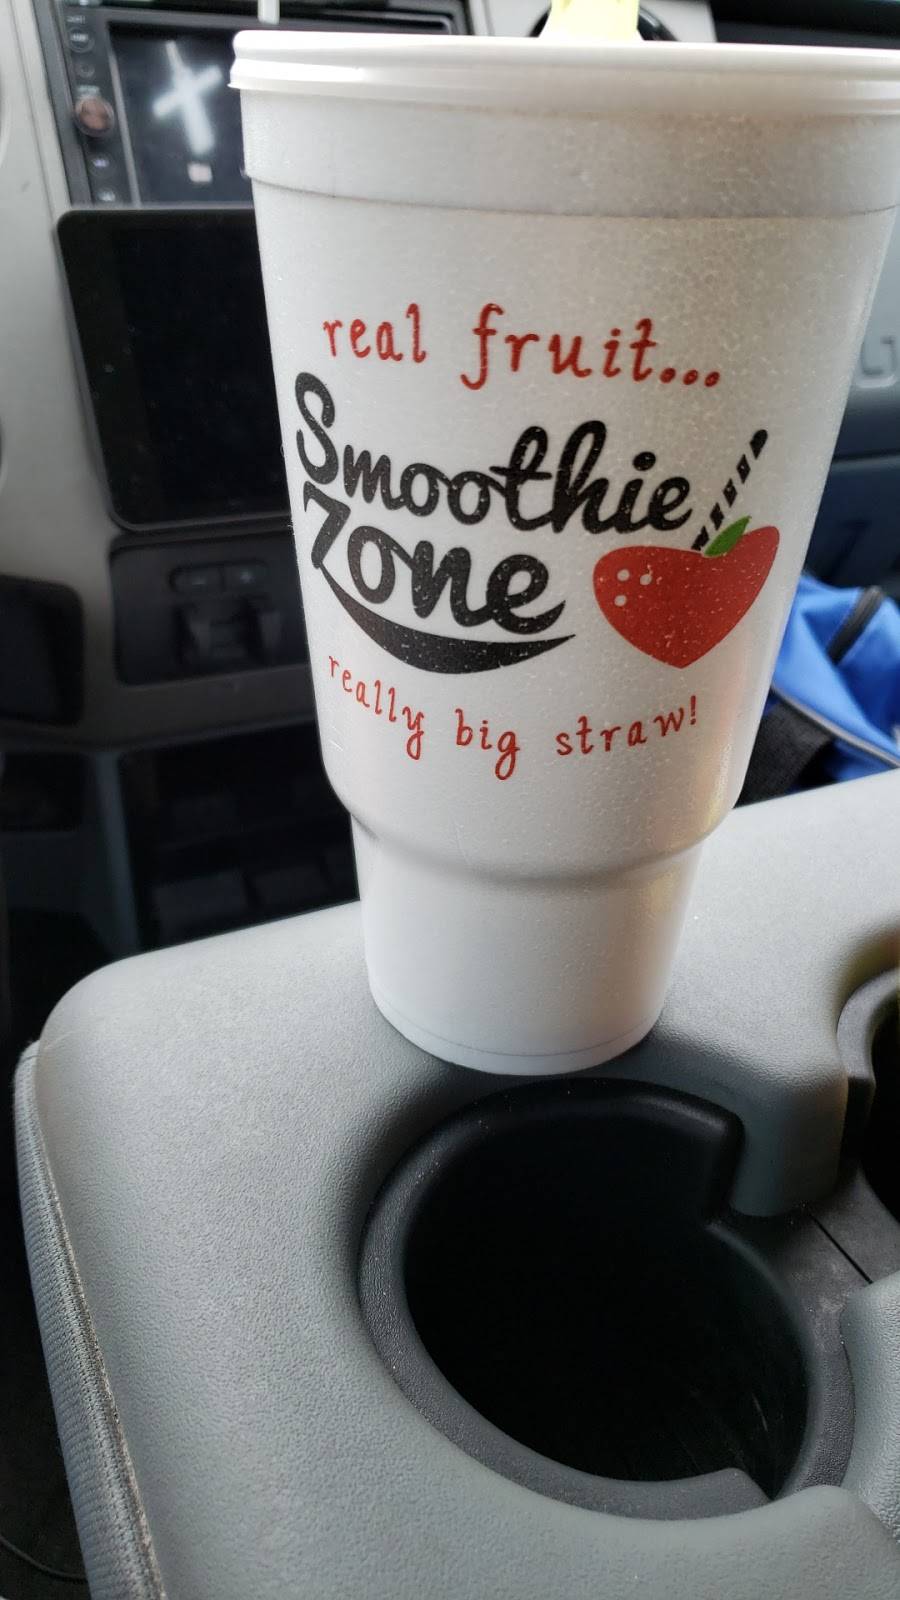 real fruit...
Smoothie
Zone
really big straw!